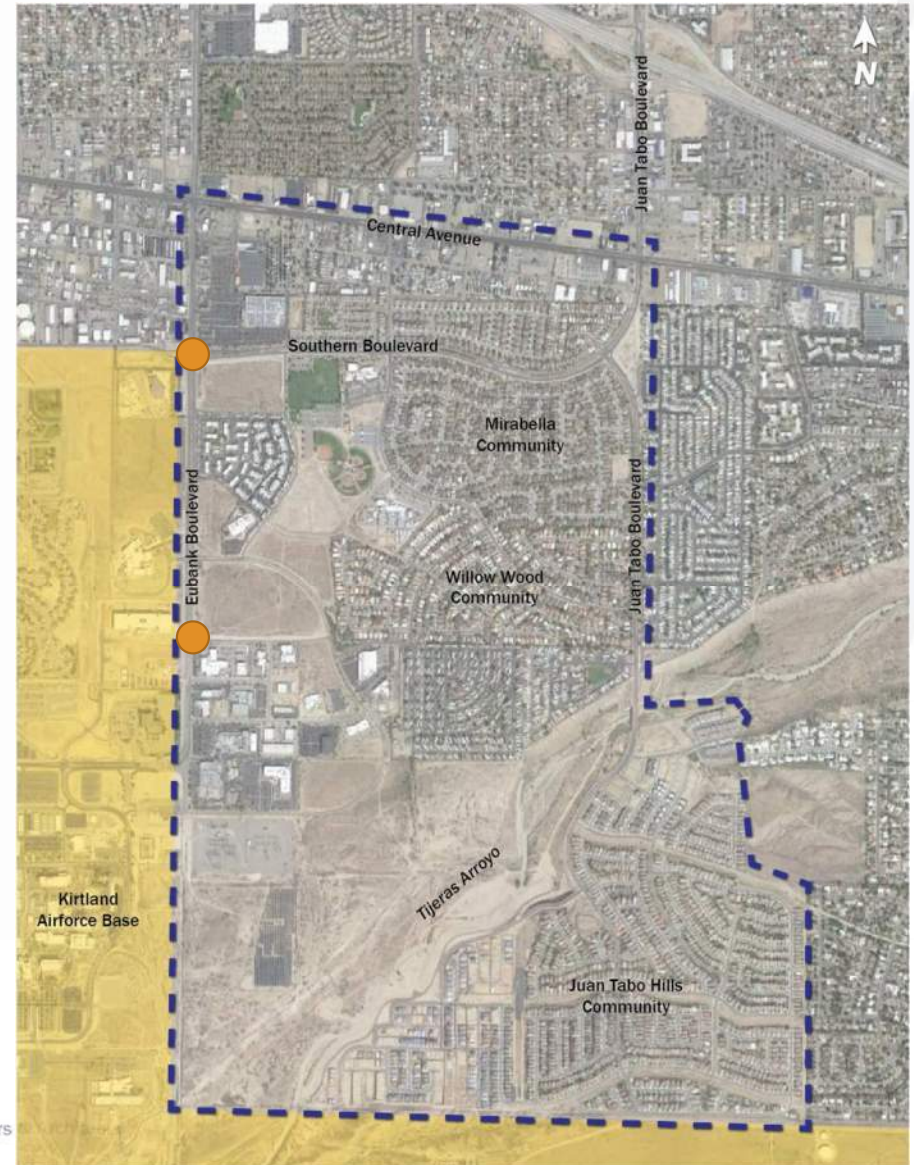 N
Juan Tabo Boulevard
Central Avenue
Southern Boulevard
Mirabella
Community
Eubank Boulevard
Juan Tabo Boulevard
Willow Wood
Community
Tijeras Arroyo
Kirtland
Airforce Base
Juan Tabo Hills
Community
rs